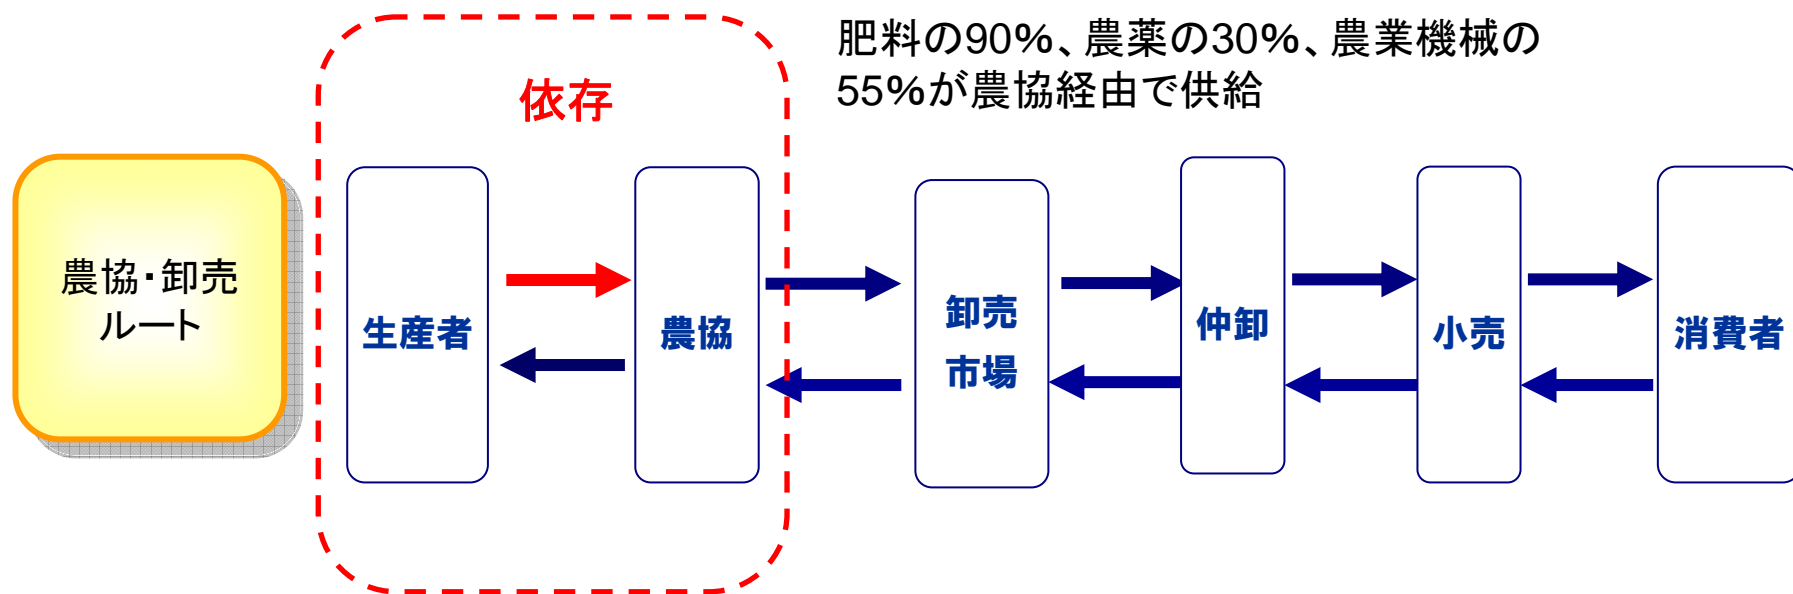 肥料の90%、農薬の30%、農業機械の
55%が農協経由で供給
依存
農協・卸売
ルート
生産者
農協
卸売
市場
仲卸
小売
消費者